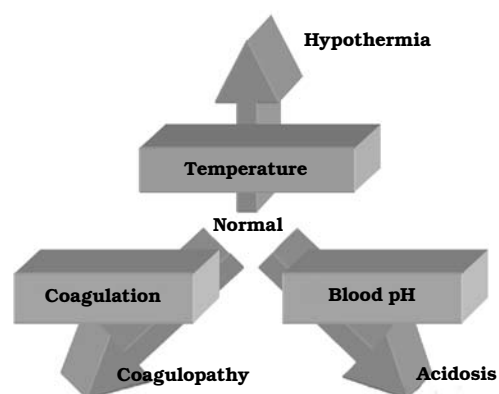 Hypothermia
Temperature
Normal
Coagulation
Blood pH
Coagulopathy
Acidosis